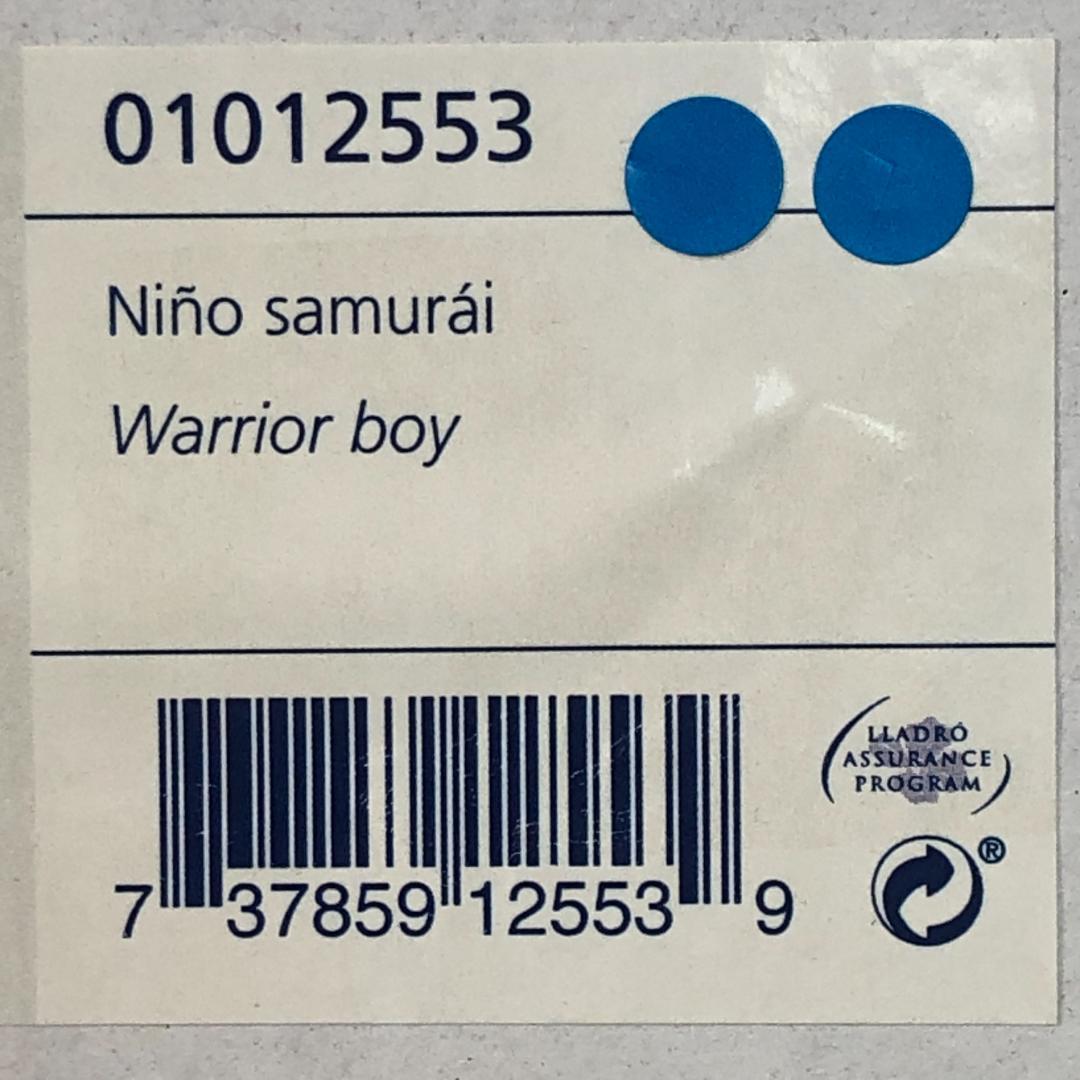 01012553
Niño samurái
Warrior boy
LLADRÓ
ASSURANCE
PROGRAM
®
7 37859 12553 9